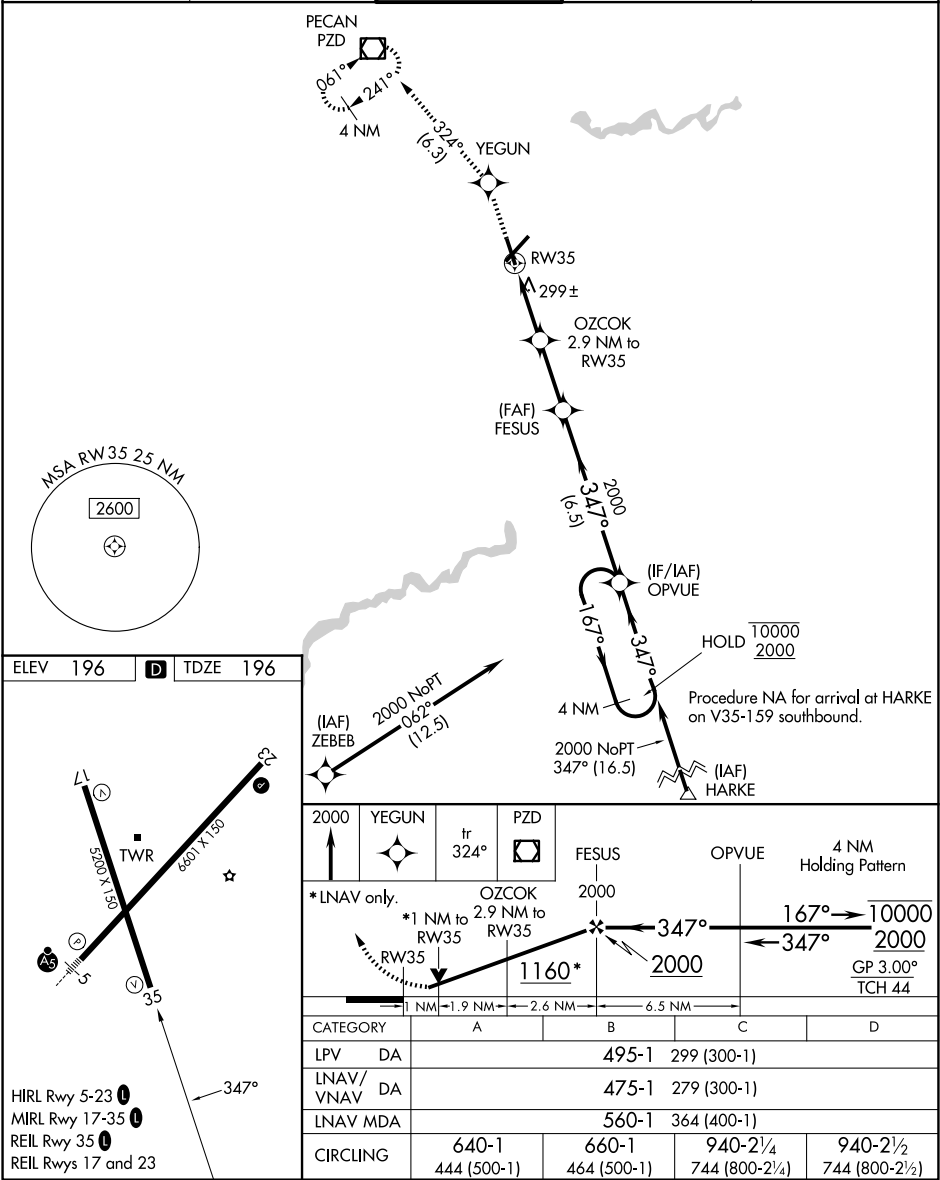 PECAN
PZD
061°
241°
4 NM
324°
(6.3)
YEGUN
RW35
299±
OZCOK
2.9 NM to
RW35
(FAF)
FESUS
MSA RW35 25 NM
2600
2000
347°
(6.5)
(IF/IAF)
OPVUE
167°
347°
HOLD 10000
2000
4 NM
Procedure NA for arrival at HARKE
on V35-159 southbound.
2000 NoPT
347° (16.5)
(IAF)
HARKE
2000 NoPT
062°
(12.5)
(IAF)
ZEBEB
ELEV 196 D TDZE 196
17
23
V
P
TWR
5200 X 150
6601 X 150
P
A5
5
V
35
347°
HIRL Rwy 5-23 L
MIRL Rwy 17-35 L
REIL Rwy 35 L
REIL Rwys 17 and 23
2000 YEGUN tr 324° PZD
FESUS
OPVUE
4 NM
Holding Pattern
2000
*LNAV only.
OZCOK
2.9 NM to
RW35
*1 NM to
RW35
RW35
1160*
2000
347°
167° 10000
347° 2000
GP 3.00°
TCH 44
1 NM 1.9 NM 2.6 NM 6.5 NM
CATEGORY A B C D
LPV DA 495-1 299 (300-1)
LNAV/
VNAV DA 475-1 279 (300-1)
LNAV MDA 560-1 364 (400-1)
CIRCLING 640-1 660-1 940-2¼ 940-2½
444 (500-1) 464 (500-1) 744 (800-2¼) 744 (800-2½)